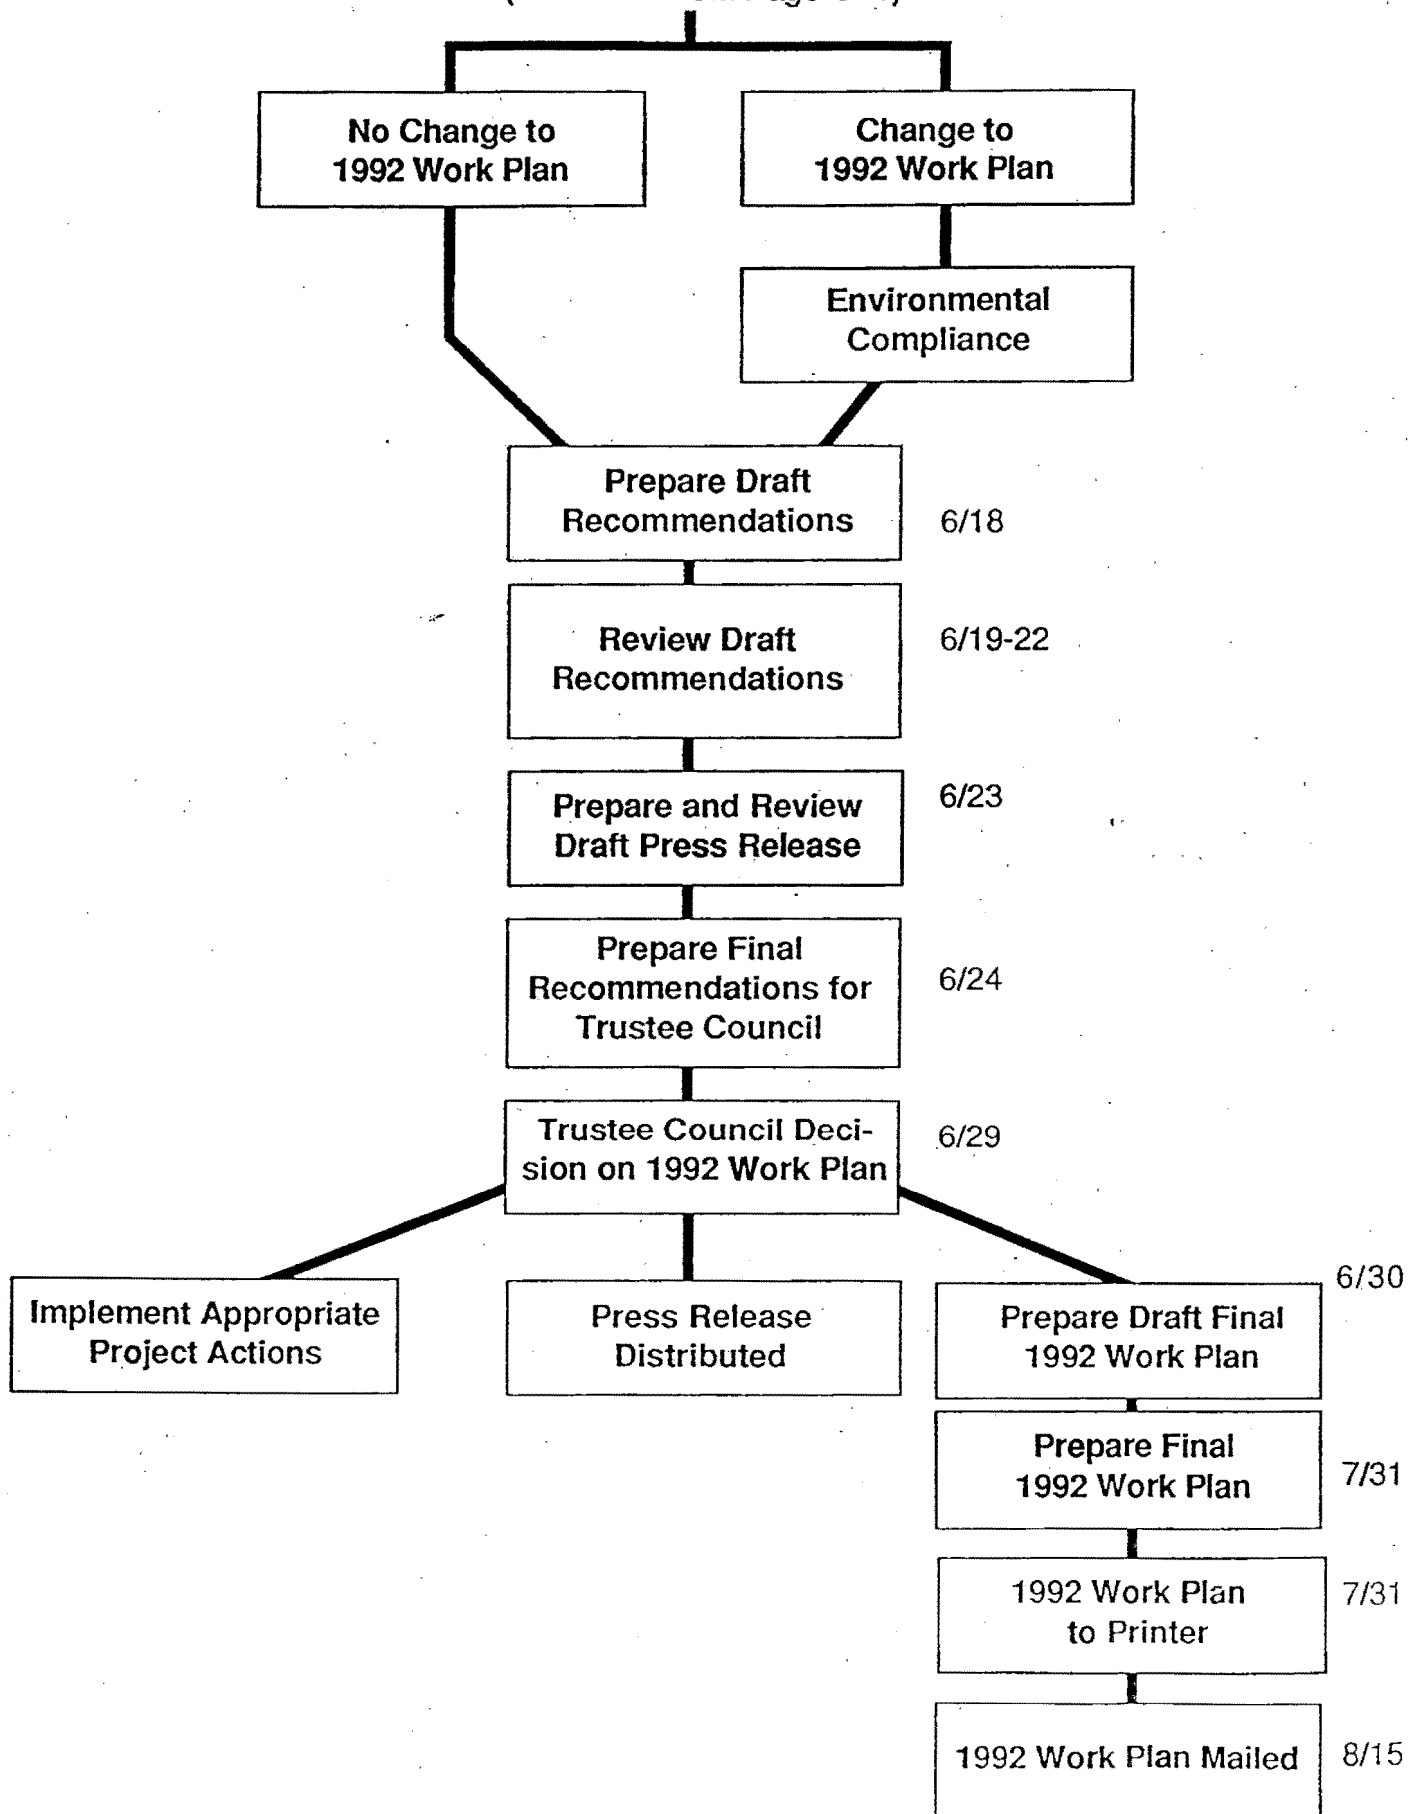 No Change to
1992 Work Plan
Change to
1992 Work Plan
Environmental
Compliance
Prepare Draft
Recommendations
6/18
Review Draft
Recommendations
6/19-22
Prepare and Review
Draft Press Release
6/23
Prepare Final
Recommendations for
Trustee Council
6/24
Trustee Council Deci-
sion on 1992 Work Plan
6/29
Implement Appropriate
Project Actions
Press Release
Distributed
6/30
Prepare Draft Final
1992 Work Plan
Prepare Final
1992 Work Plan
7/31
1992 Work Plan
to Printer
7/31
1992 Work Plan Mailed
8/15